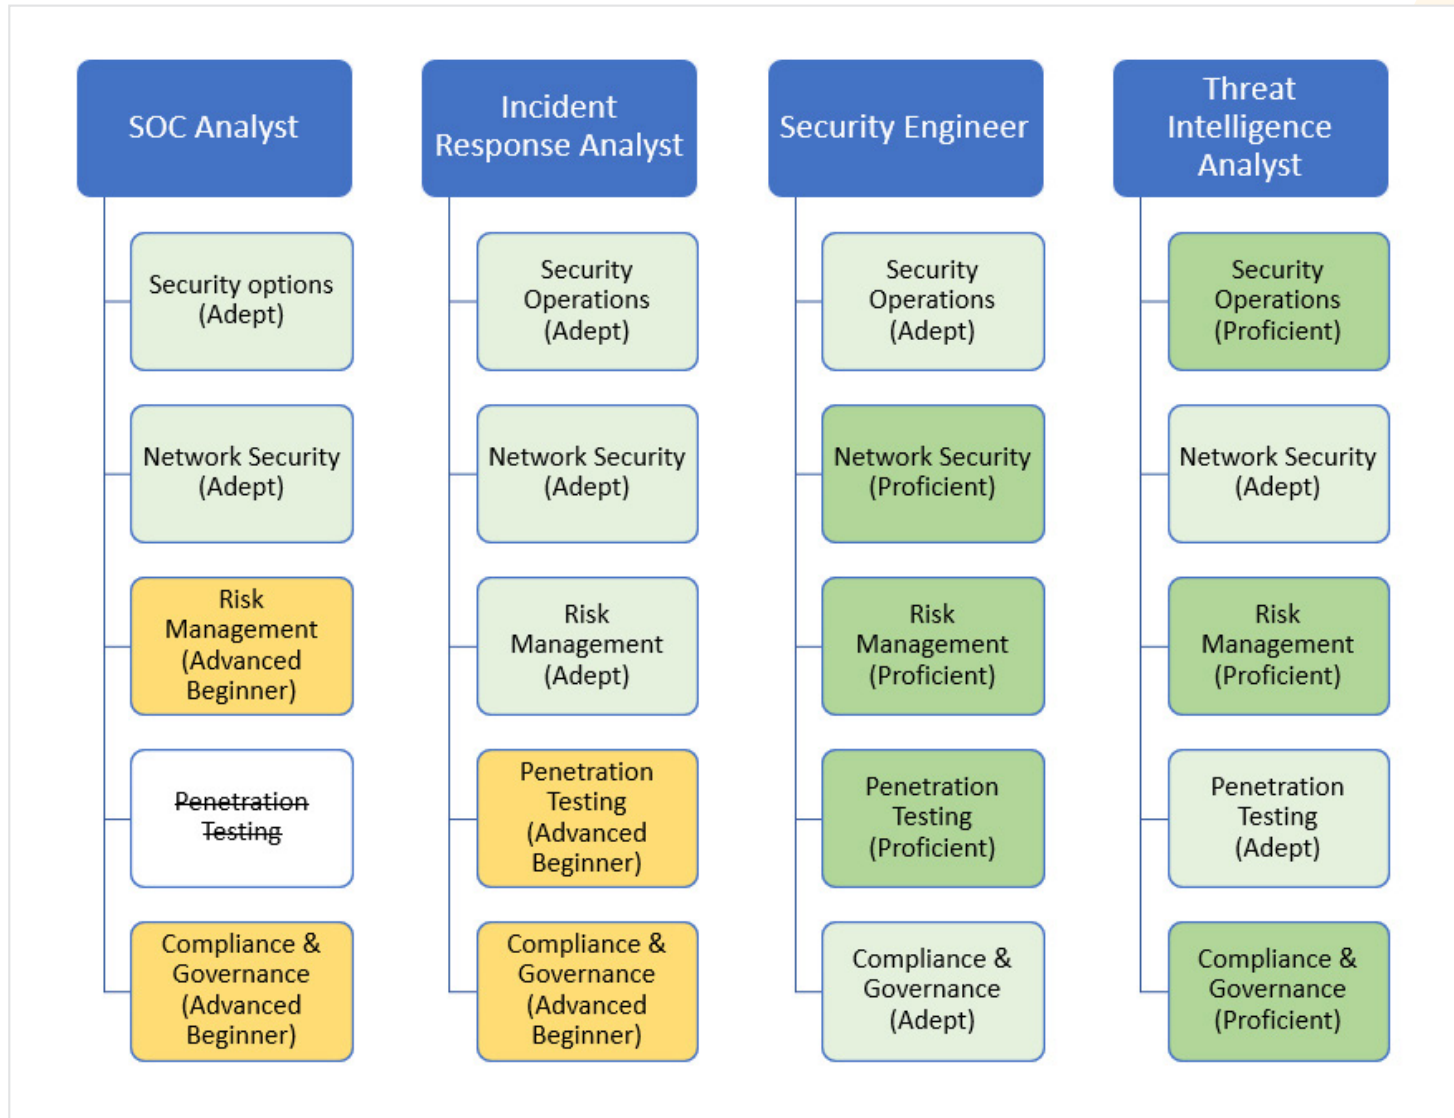 SOC Analyst
Security options
(Adept)
Network Security
(Adept)
Risk
Management
(Advanced
Beginner)
Penetration
Testing
Compliance &
Governance
(Advanced
Beginner)
Incident
Response Analyst
Security
Operations
(Adept)
Network Security
(Adept)
Risk
Management
(Adept)
Penetration
Testing
(Advanced
Beginner)
Compliance &
Governance
(Advanced
Beginner)
Security Engineer
Security
Operations
(Adept)
Network Security
(Proficient)
Risk
Management
(Proficient)
Penetration
Testing
(Proficient)
Compliance &
Governance
(Adept)
Threat
Intelligence
Analyst
Security
Operations
(Proficient)
Network Security
(Adept)
Risk
Management
(Proficient)
Penetration
Testing
(Adept)
Compliance &
Governance
(Proficient)